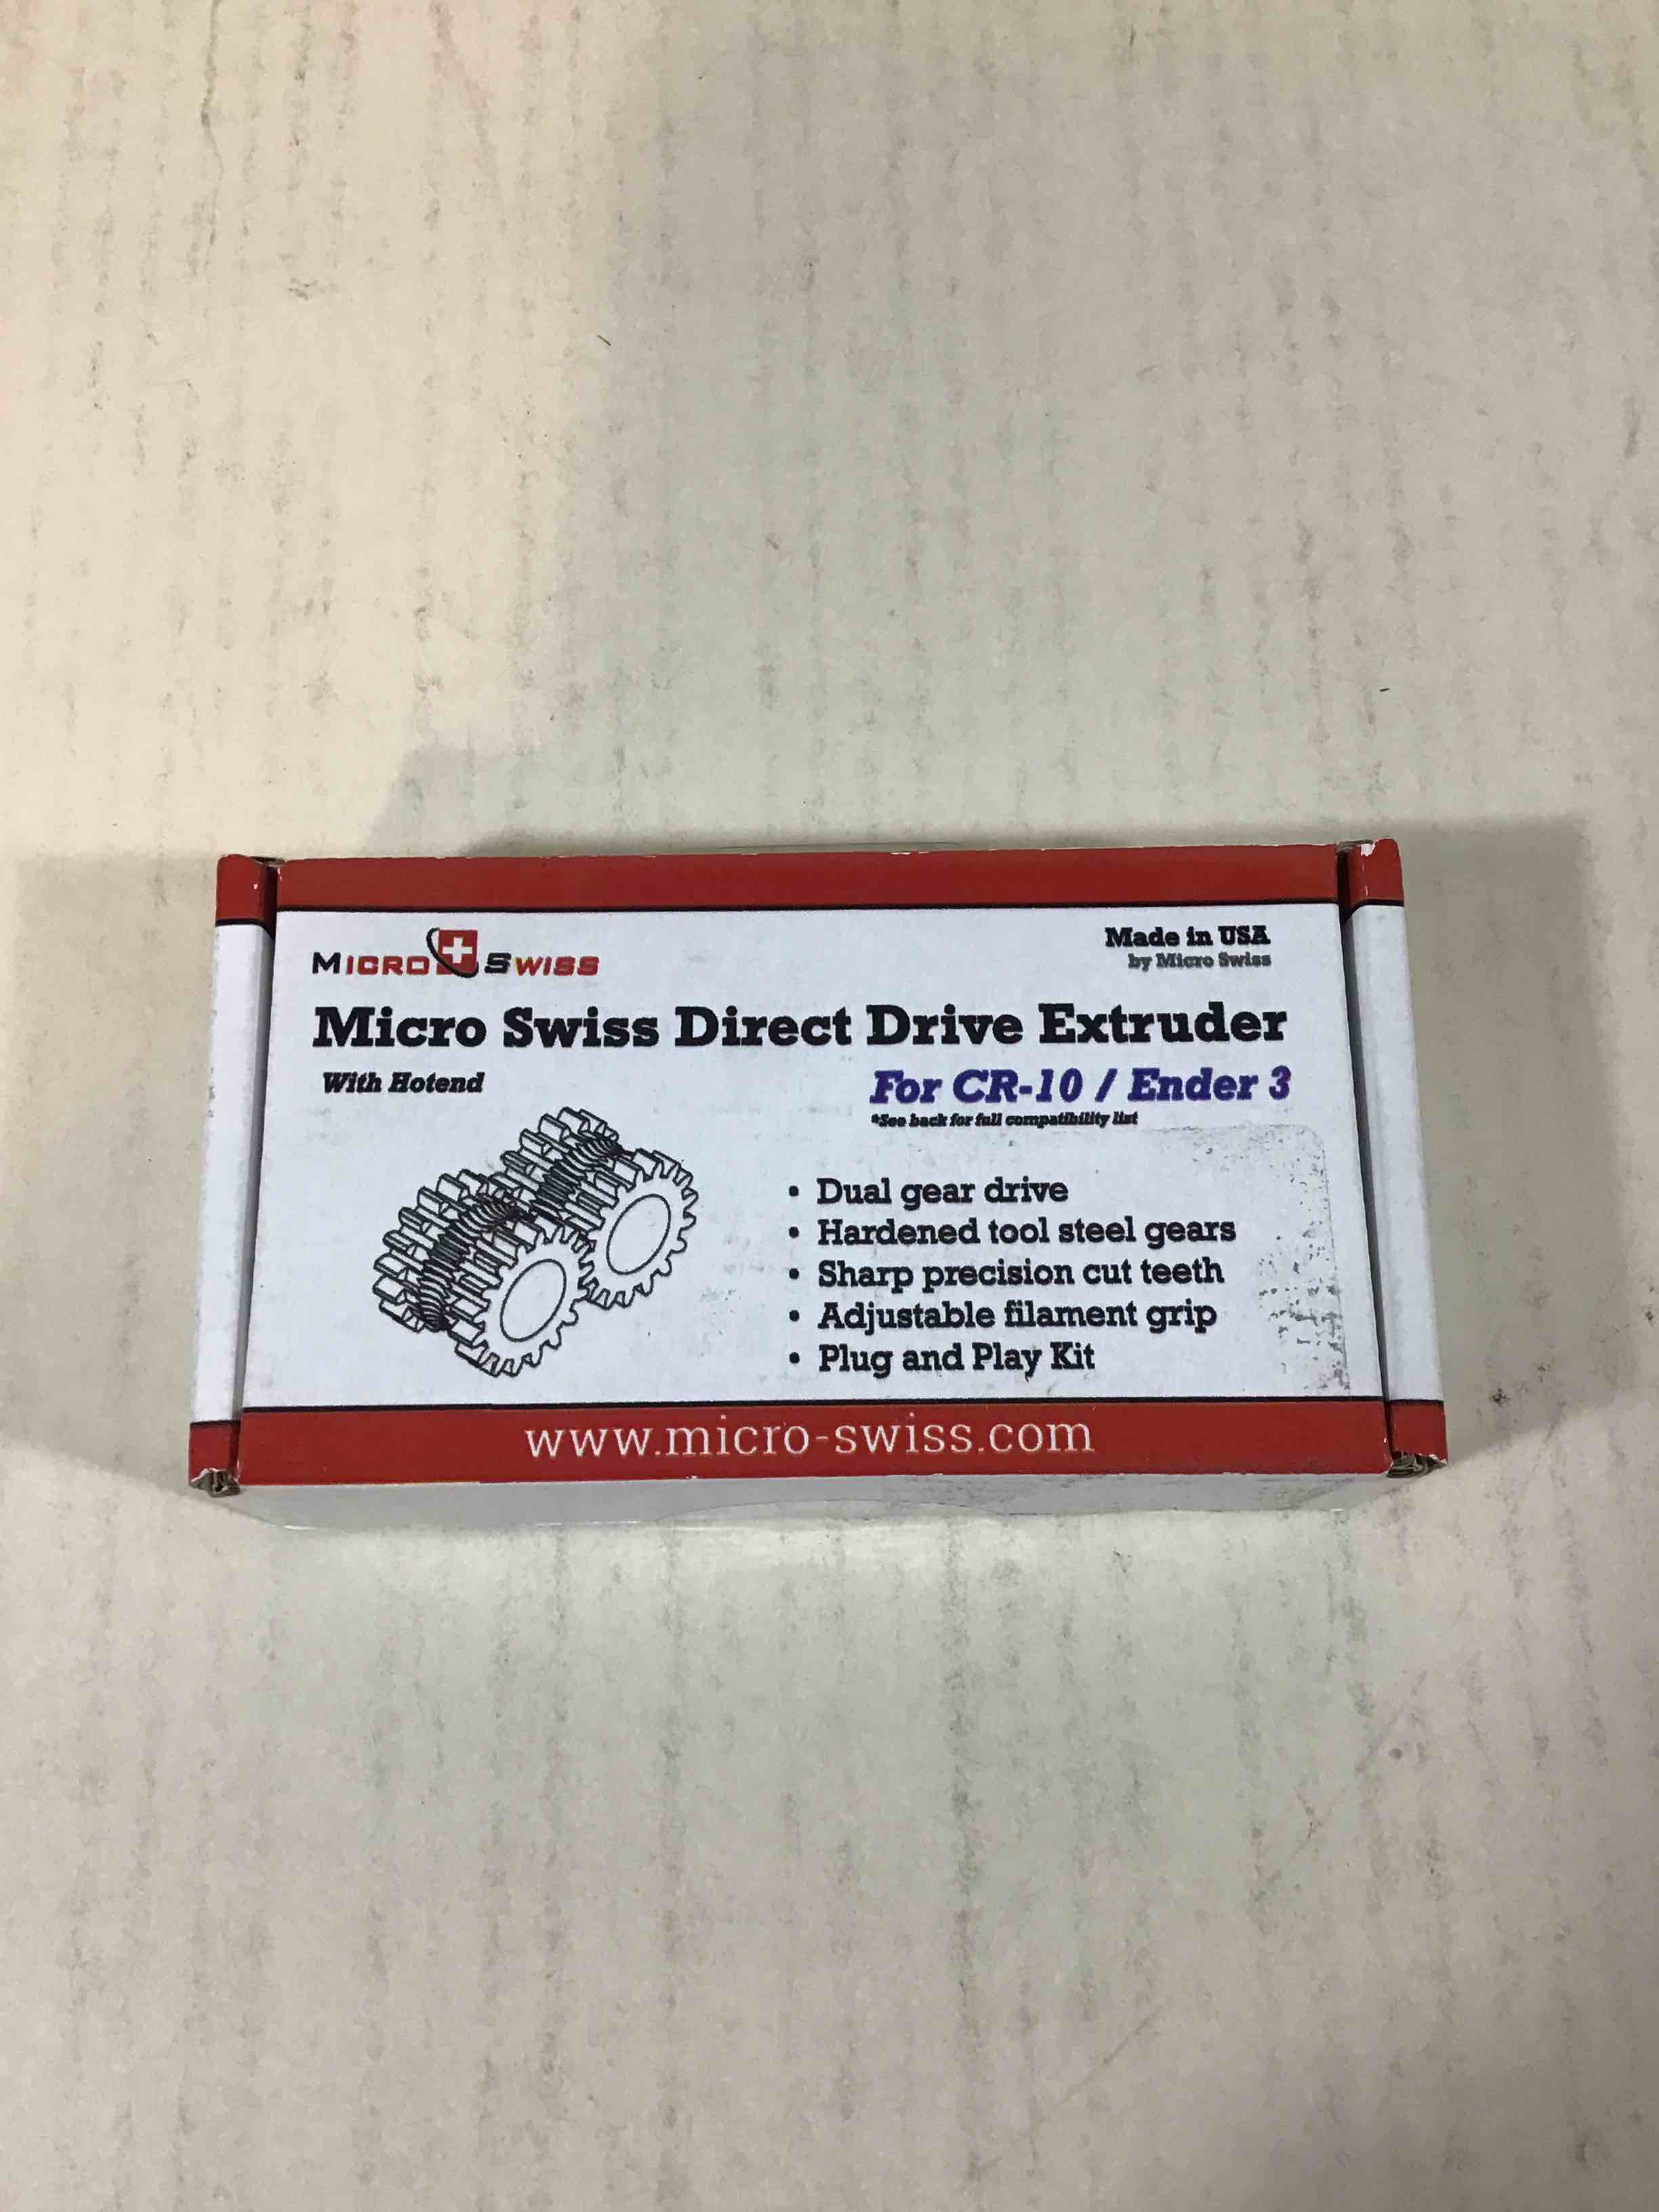 MICRO SWISS
Made in USA
by Micro Swiss
Micro Swiss Direct Drive Extruder
With Hotend
For CR-10 / Ender 3
*See back for full compatibility list
• Dual gear drive
• Hardened tool steel gears
• Sharp precision cut teeth
• Adjustable filament grip
• Plug and Play Kit
www.micro-swiss.com